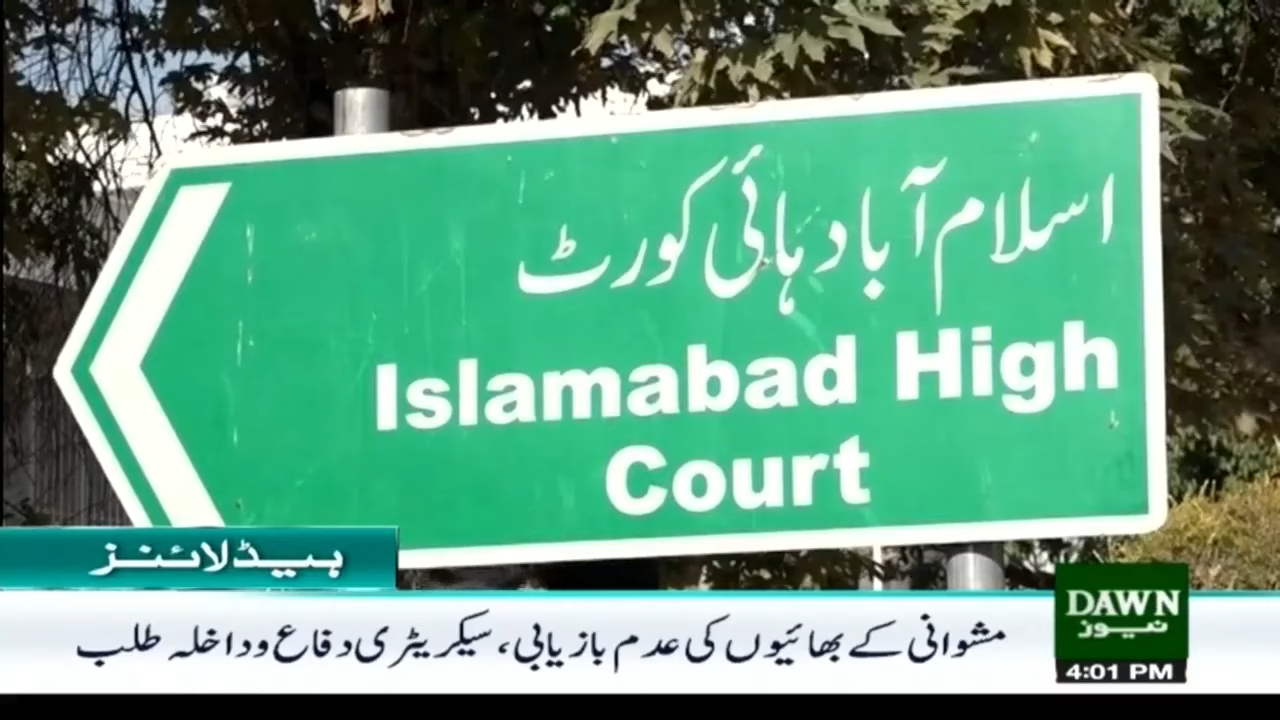 اسلام آباد ہائی کورٹ
Islamabad High
Court
ہیڈلائنز
مشوانی کے بھائیوں کی عدم بازیابی، سیکریٹری دفاع و داخلہ طلب
DAWN
نیوز
4:01 PM